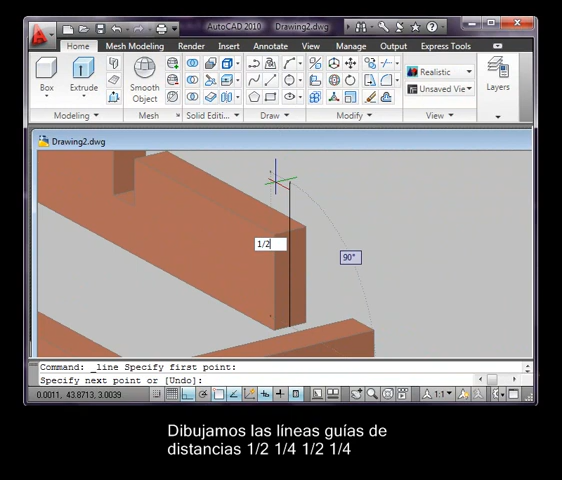 AutoCAD 2010 Drawing2.dwg
Home Mesh Modeling Render Insert Annotate View Manage Output Express Tools
Box Extrude Smooth Object Realistic Unsaved Vie Layers
Modeling Mesh Solid Editi... Draw Modify View
Drawing2.dwg
1/2
90°
Command: _line Specify first point:
Specify next point or [Undo]:
0.0011, 43.8713, 3.0039 1:1
Dibujamos las líneas guías de
distancias 1/2 1/4 1/2 1/4